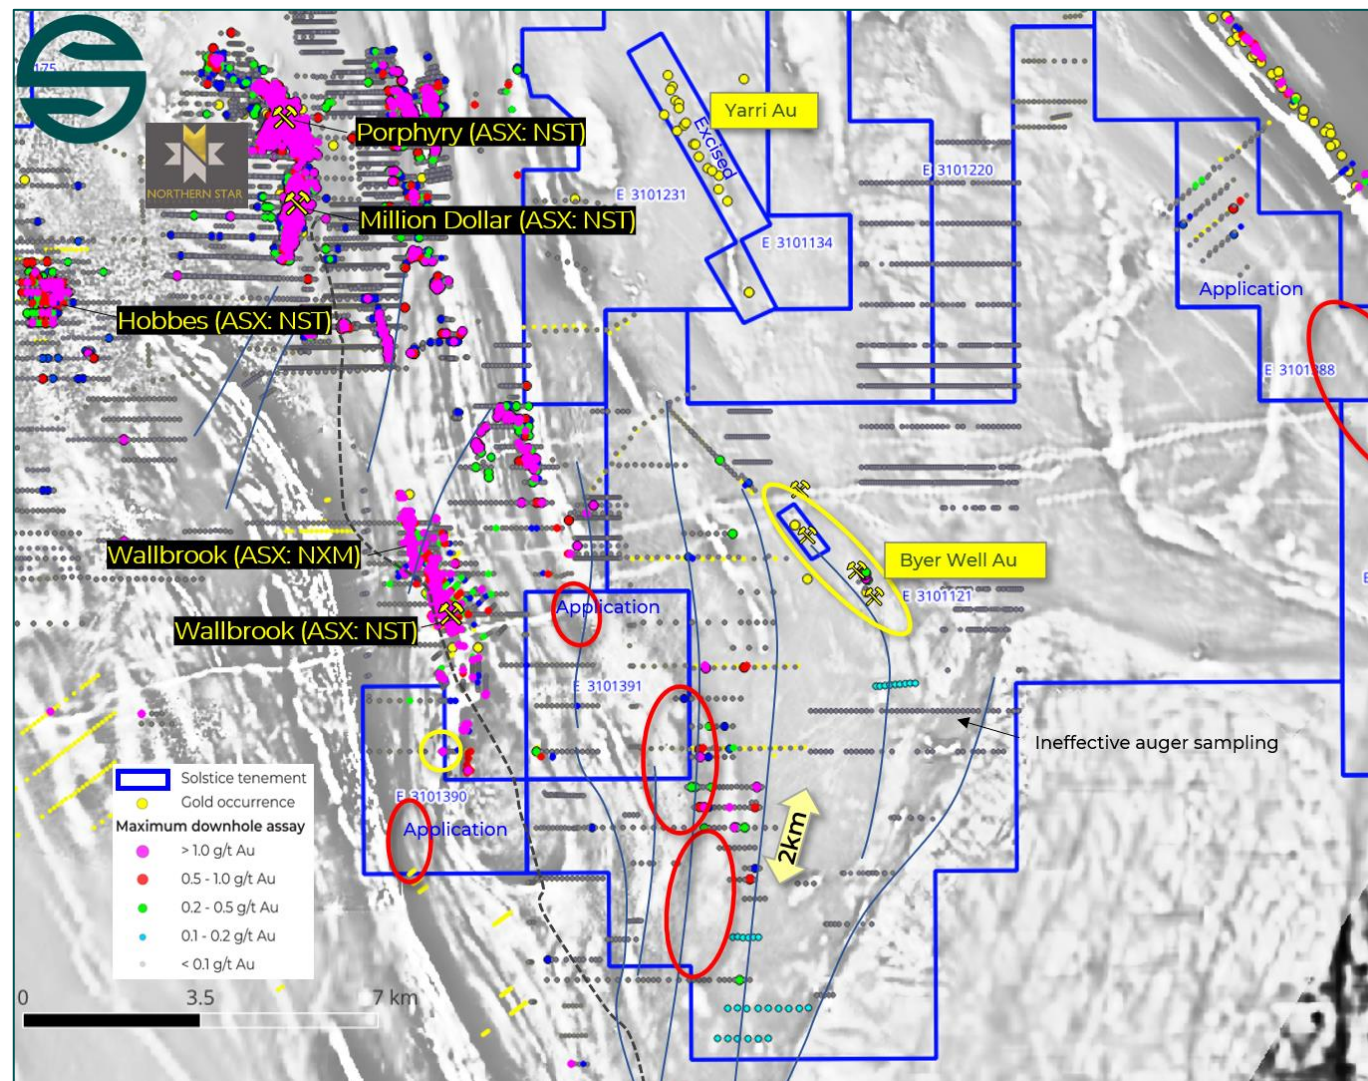 175
NORTHERN STAR
Porphyry (ASX: NST)
Million Dollar (ASX: NST)
Hobbes (ASX: NST)
Yarri Au
Excised
E 3101231
E 3101220
E 3101134
Application
E 3101388
Wallbrook (ASX: NXM)
Wallbrook (ASX: NST)
Byer Well Au
E 3101121
Application
E 3101391
Ineffective auger sampling
E 3101390
Application
2km
Solstice tenement
Gold occurrence
Maximum downhole assay
> 1.0 g/t Au
0.5 - 1.0 g/t Au
0.2 - 0.5 g/t Au
0.1 - 0.2 g/t Au
< 0.1 g/t Au
0 3.5 7 km